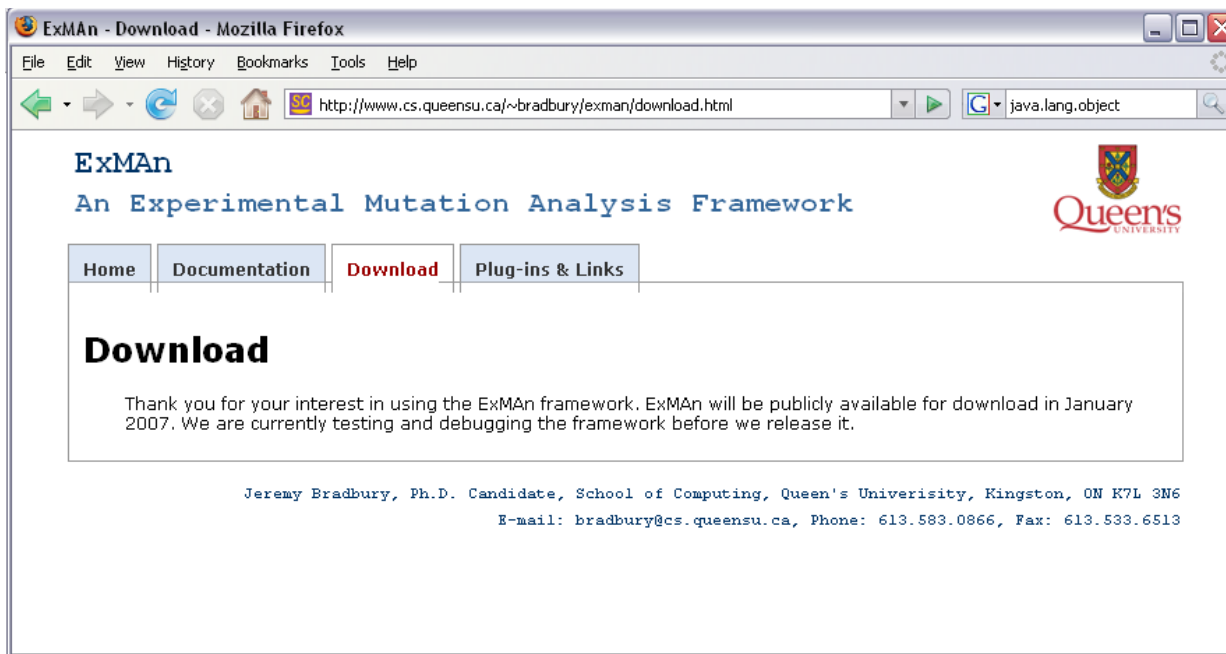 ExMAn - Download - Mozilla Firefox
File Edit View History Bookmarks Tools Help
SC http://www.cs.queensu.ca/~bradbury/exman/download.html G java.lang.object
ExMAn
An Experimental Mutation Analysis Framework
Queen's
UNIVERSITY
Home Documentation Download Plug-ins & Links
Download
Thank you for your interest in using the ExMAn framework. ExMAn will be publicly available for download in January
2007. We are currently testing and debugging the framework before we release it.
Jeremy Bradbury, Ph.D. Candidate, School of Computing, Queen's Univerisity, Kingston, ON K7L 3N6
E-mail: bradbury@cs.queensu.ca, Phone: 613.583.0866, Fax: 613.533.6513